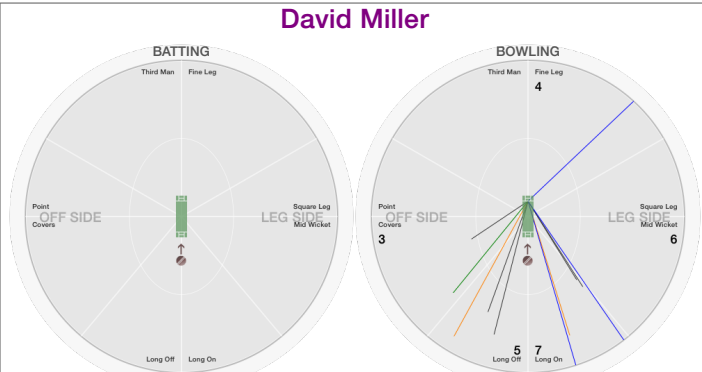 David Miller
BATTING
BOWLING
Third Man Fine Leg
Third Man Fine Leg
4
Point
Square Leg
OFF SIDE
LEG SIDE
Covers
Mid Wicket
Point
Square Leg
OFF SIDE
LEG SIDE
Covers
Mid Wicket
3
6
5 7
Long Off Long On
Long Off Long On